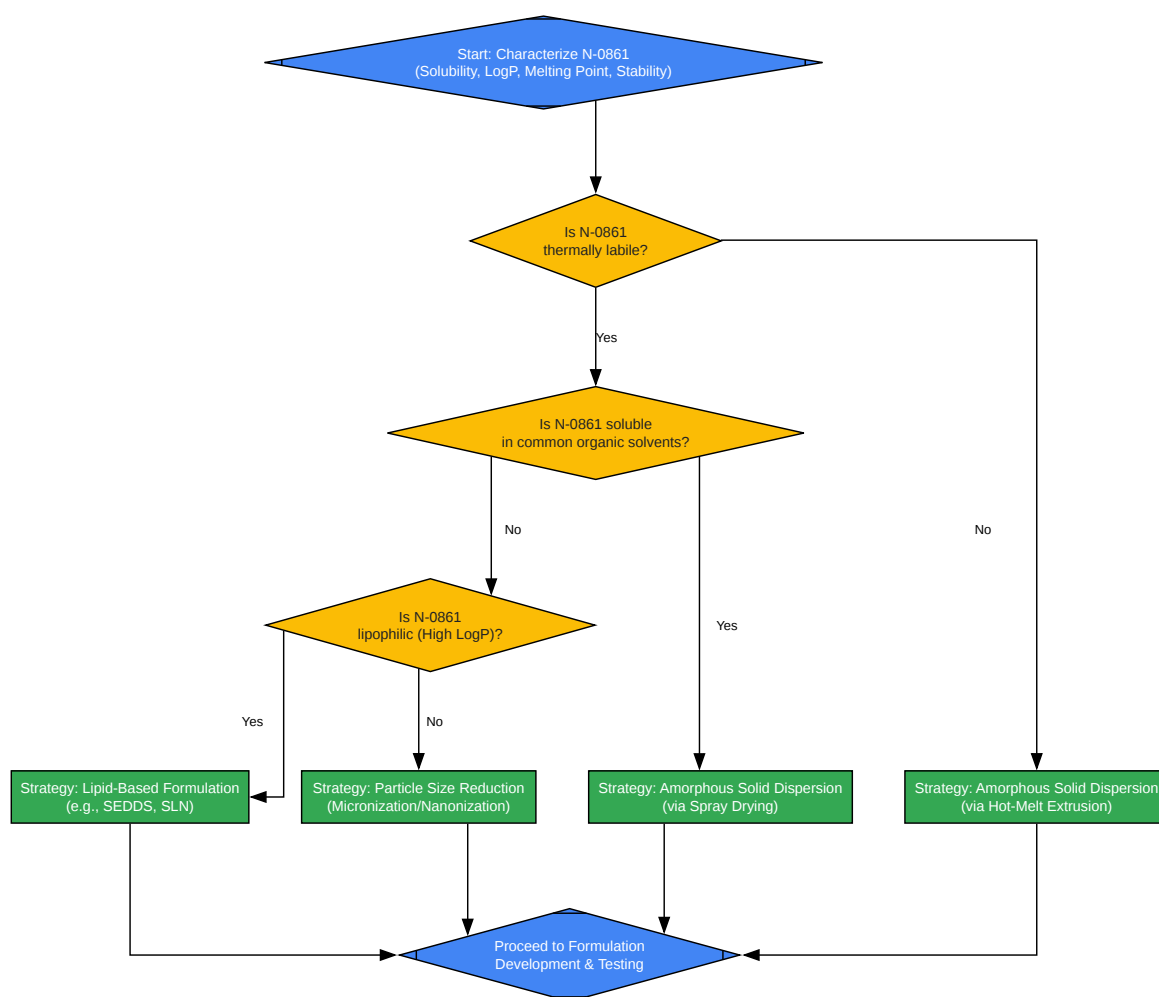 Start: Characterize N-0861
(Solubility, LogP, Melting Point, Stability)
Is N-0861
thermally labile?
Yes
Is N-0861 soluble
in common organic solvents?
No
No
Is N-0861
lipophilic (High LogP)?
Yes
Yes
No
Strategy: Lipid-Based Formulation
(e.g., SEDDS, SLN)
Strategy: Particle Size Reduction
(Micronization/Nanonization)
Strategy: Amorphous Solid Dispersion
(via Spray Drying)
Strategy: Amorphous Solid Dispersion
(via Hot-Melt Extrusion)
Proceed to Formulation
Development & Testing